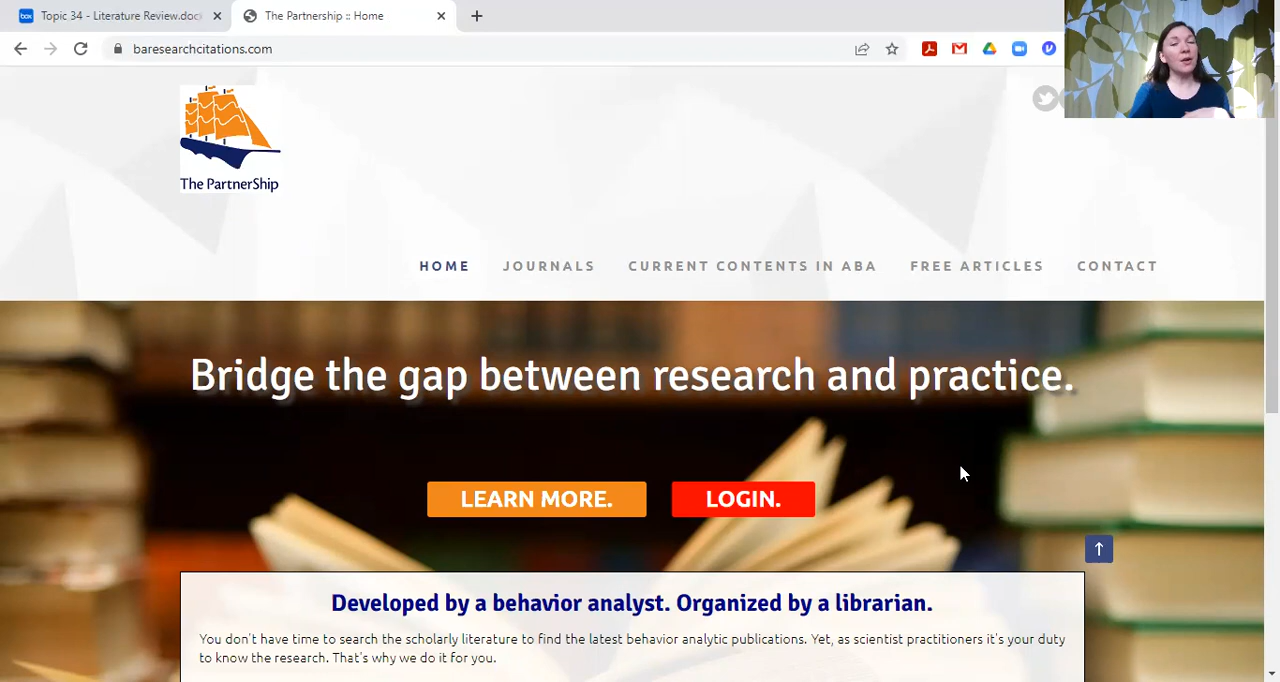 Topic 34 - Literature Review.docx
The Partnership :: Home
baresearchcitations.com
The PartnerShip
HOME
JOURNALS
CURRENT CONTENTS IN ABA
FREE ARTICLES
CONTACT
Bridge the gap between research and practice.
LEARN MORE.
LOGIN.
Developed by a behavior analyst. Organized by a librarian.
You don't have time to search the scholarly literature to find the latest behavior analytic publications. Yet, as scientist practitioners it's your duty
to know the research. That's why we do it for you.